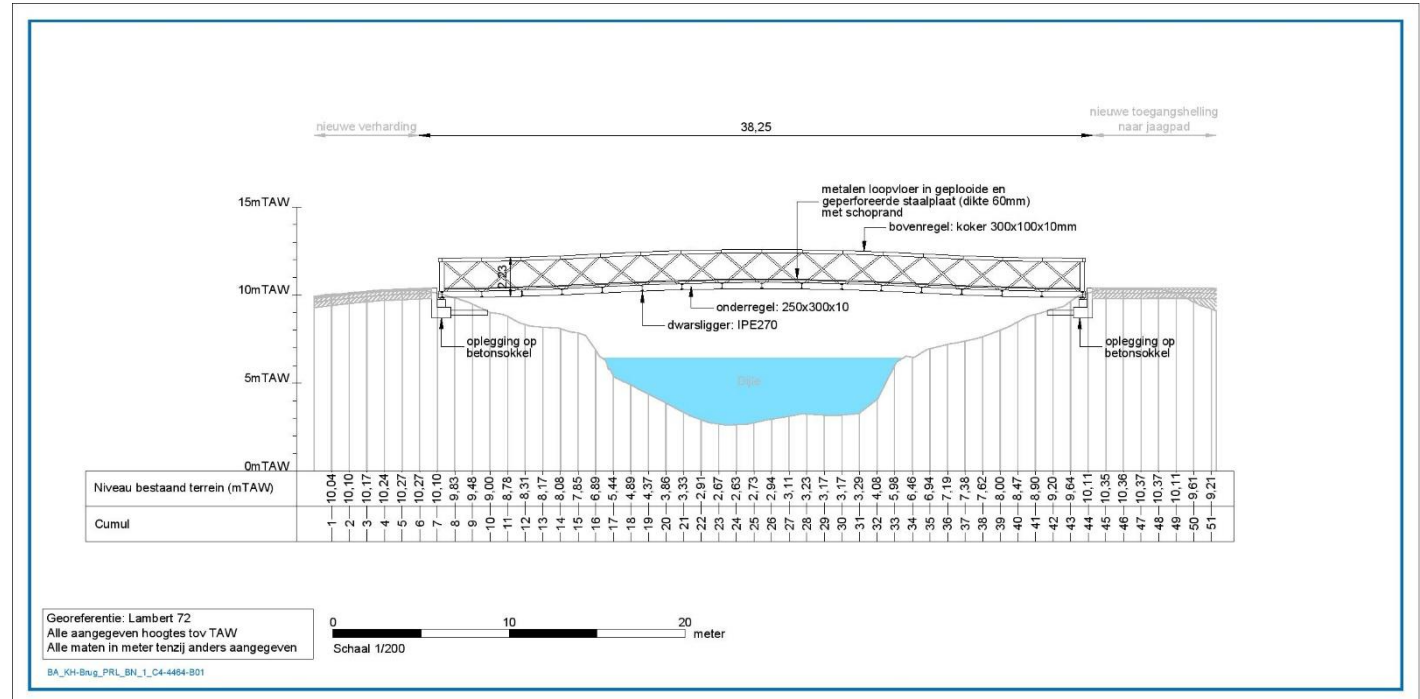 nieuwe verharding
38,25
nieuwe toegangshelling
naar jaagpad
metalen loopvloer in geplooide en
geperforeerde staalplaat (dikte 60mm)
met schoprand
bovenregel: koker 300x100x10mm
15mTAW
10mTAW
5mTAW
0mTAW
2,23
onderregel: 250x300x10
dwarsligger: IPE270
oplegging op
betonsokkel
oplegging op
betonsokkel
Dijle
Niveau bestaand terrein (mTAW) 10,04 10,10 10,17 10,24 10,27 10,27 10,10 9,83 9,48 9,00 8,78 8,31 8,17 8,08 7,85 6,89 5,44 4,89 4,37 3,86 3,33 2,91 2,67 2,63 2,73 2,94 3,11 3,23 3,17 3,17 3,29 4,08 5,98 6,46 6,94 7,19 7,38 7,62 8,00 8,47 8,90 9,20 9,64 10,11 10,35 10,36 10,37 10,37 10,11 9,61 9,21
Cumul 1 2 3 4 5 6 7 8 9 10 11 12 13 14 15 16 17 18 19 20 21 22 23 24 25 26 27 28 29 30 31 32 33 34 35 36 37 38 39 40 41 42 43 44 45 46 47 48 49 50 51
Georeferentie: Lambert 72
Alle aangegeven hoogtes tov TAW
Alle maten in meter tenzij anders aangegeven
0 10 20 meter
Schaal 1/200
BA_KH-Brug_PRL_BN_1_C4-4464-B01